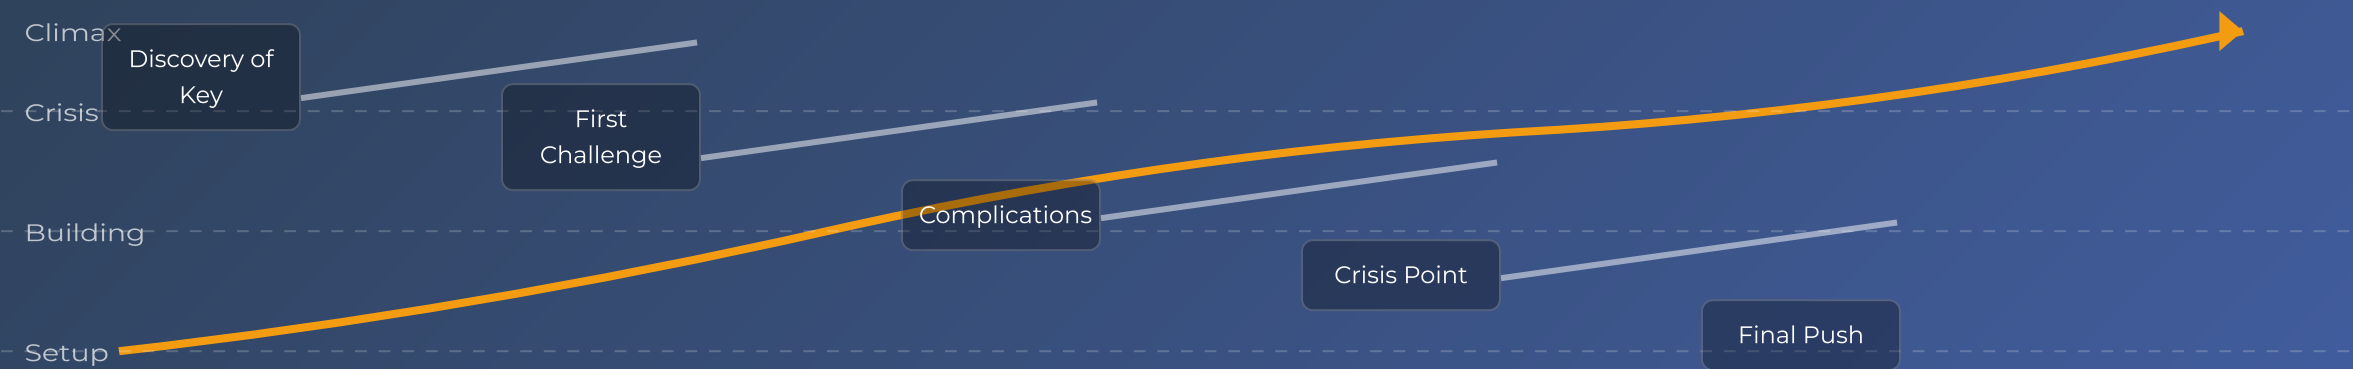 Climax
Discovery of
Key
Crisis
First
Challenge
Complications
Building
Crisis Point
Final Push
Setup